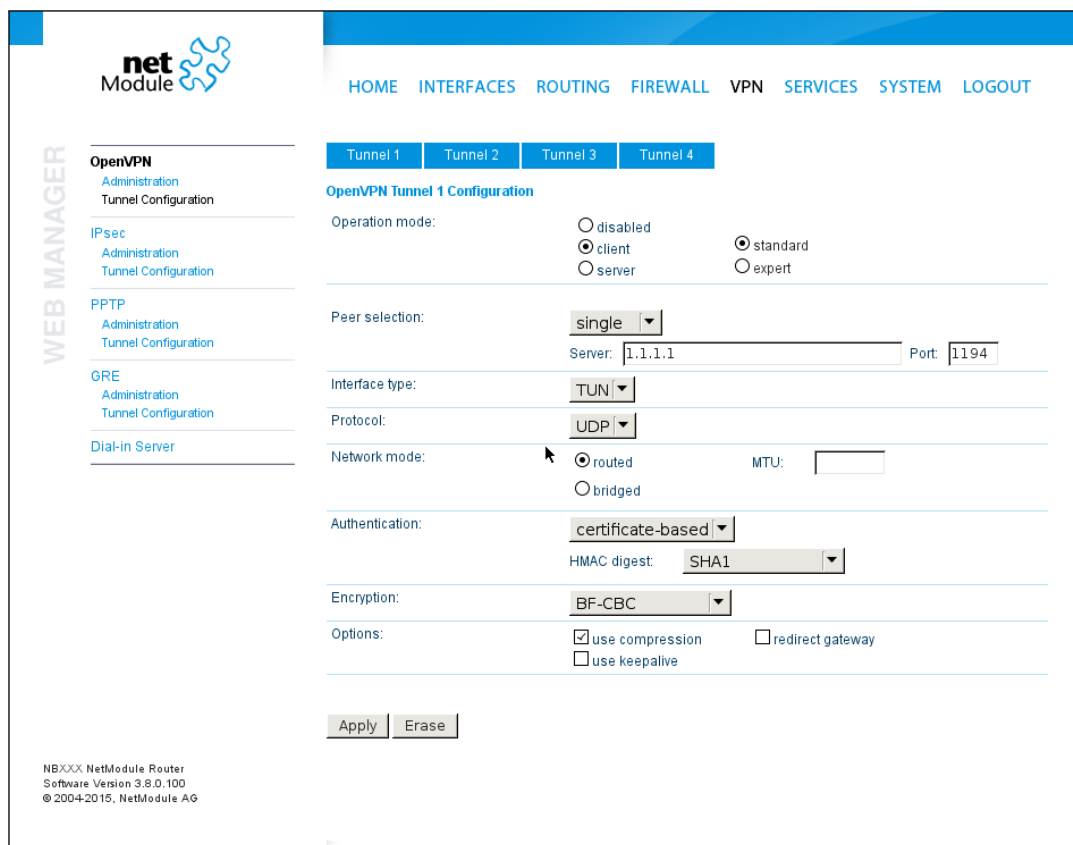 net
Module
HOME INTERFACES ROUTING FIREWALL VPN SERVICES SYSTEM LOGOUT
WEB MANAGER
OpenVPN
Administration
Tunnel Configuration
IPsec
Administration
Tunnel Configuration
PPTP
Administration
Tunnel Configuration
GRE
Administration
Tunnel Configuration
Dial-in Server
Tunnel 1 Tunnel 2 Tunnel 3 Tunnel 4
OpenVPN Tunnel 1 Configuration
Operation mode:
disabled
client
server
standard
expert
Peer selection:
single
Server: 1.1.1.1 Port: 1194
Interface type:
TUN
Protocol:
UDP
Network mode:
routed MTU:
bridged
Authentication:
certificate-based
HMAC digest: SHA1
Encryption:
BF-CBC
Options:
use compression redirect gateway
use keepalive
Apply Erase
NBXXX NetModule Router
Software Version 3.8.0.100
© 2004-2015, NetModule AG